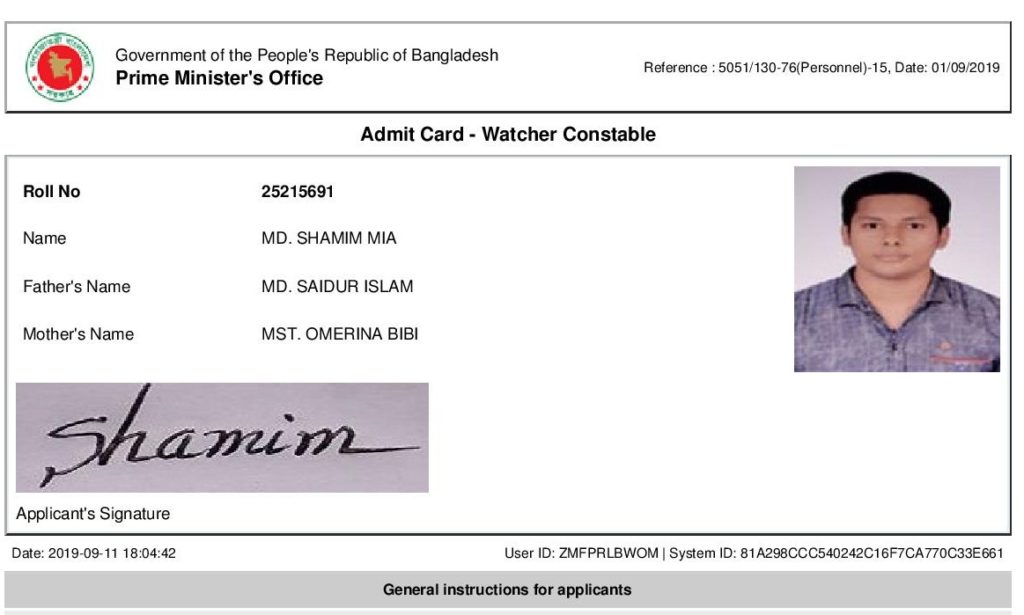 Government of the People's Republic of Bangladesh
Prime Minister's Office
Reference : 5051/130-76(Personnel)-15, Date: 01/09/2019
Admit Card - Watcher Constable
Roll No 25215691
Name MD. SHAMIM MIA
Father's Name MD. SAIDUR ISLAM
Mother's Name MST. OMERINA BIBI
Shamim
Applicant's Signature
Date: 2019-09-11 18:04:42 User ID: ZMFPRLBWOM | System ID: 81A298CCC540242C16F7CA770C33E661
General instructions for applicants